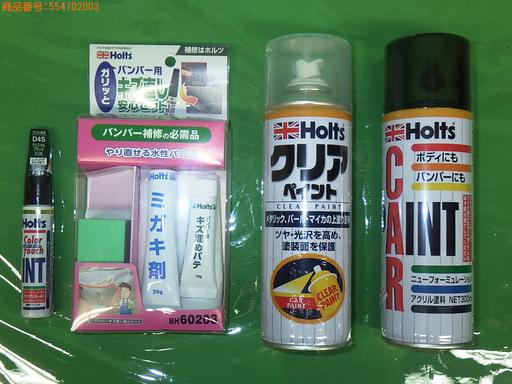 商品番号:554702003
Holts
補修はホルツ
ガリッと
バンパー用
キズ直し
安心セット
バンパー補修の必需品
やり直せる水性パテ
Holts
ミガキ剤
20g
Holts
キズ埋めパテ
MH60203
D4S
Holts
Color
Touch
INT
Holts
クリア
ペイント
CLEAR PAINT
メタリック、パール・マイカの上塗り塗料
ツヤ・光沢を高め、
塗装面を保護
CAR
PAINT
CLEAR
PAINT
Holts
ボディにも
バンパーにも
CAR
AINT
ニューフォーミュレーション
アクリル塗料 NET300